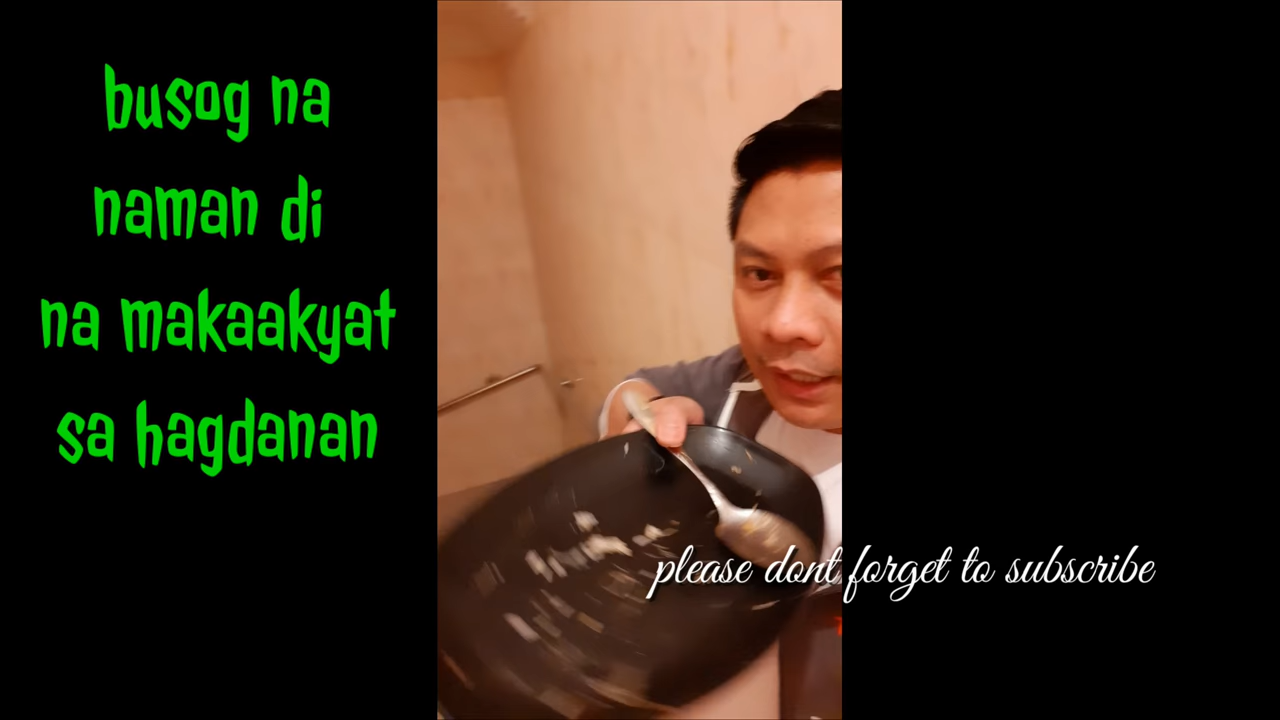 busog na
naman di
na makaakyat
sa hagdanan
please dont forget to subscribe